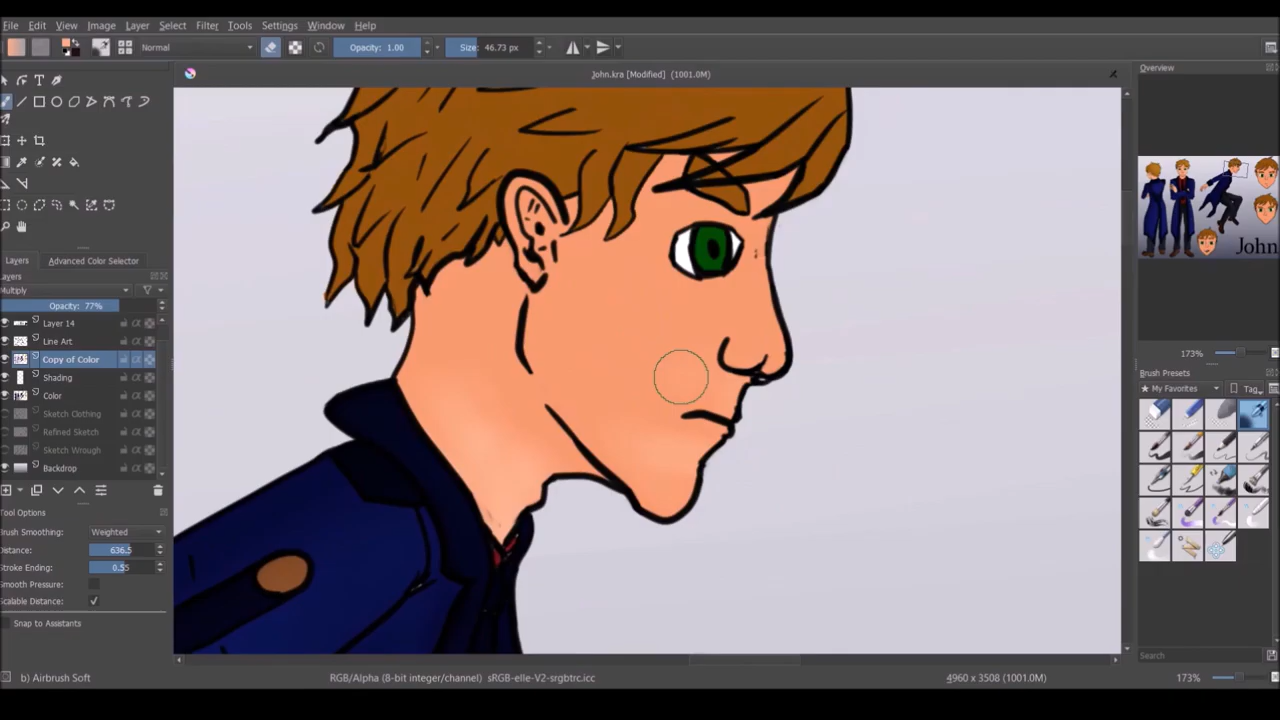 File Edit View Image Layer Select Filter Tools Settings Window Help
Normal Opacity: 1.00 Size: 46.73 px
John.kra [Modified] (1001.0M)
Overview
John
173%
Layers Advanced Color Selector
Layers
Multiply
Opacity: 77%
Layer 14
Line Art
Copy of Color
Shading
Color
Sketch Clothing
Refined Sketch
Sketch Wrough
Backdrop
Tool Options
Brush Smoothing: Weighted
Distance: 636.5
Stroke Ending: 0.55
Smooth Pressure:
Scalable Distance:
Snap to Assistants
Brush Presets
My Favorites Tag
Search
b) Airbrush Soft RGB/Alpha (8-bit integer/channel) sRGB-elle-V2-srgbtrc.icc 4960 x 3508 (1001.0M) 173%